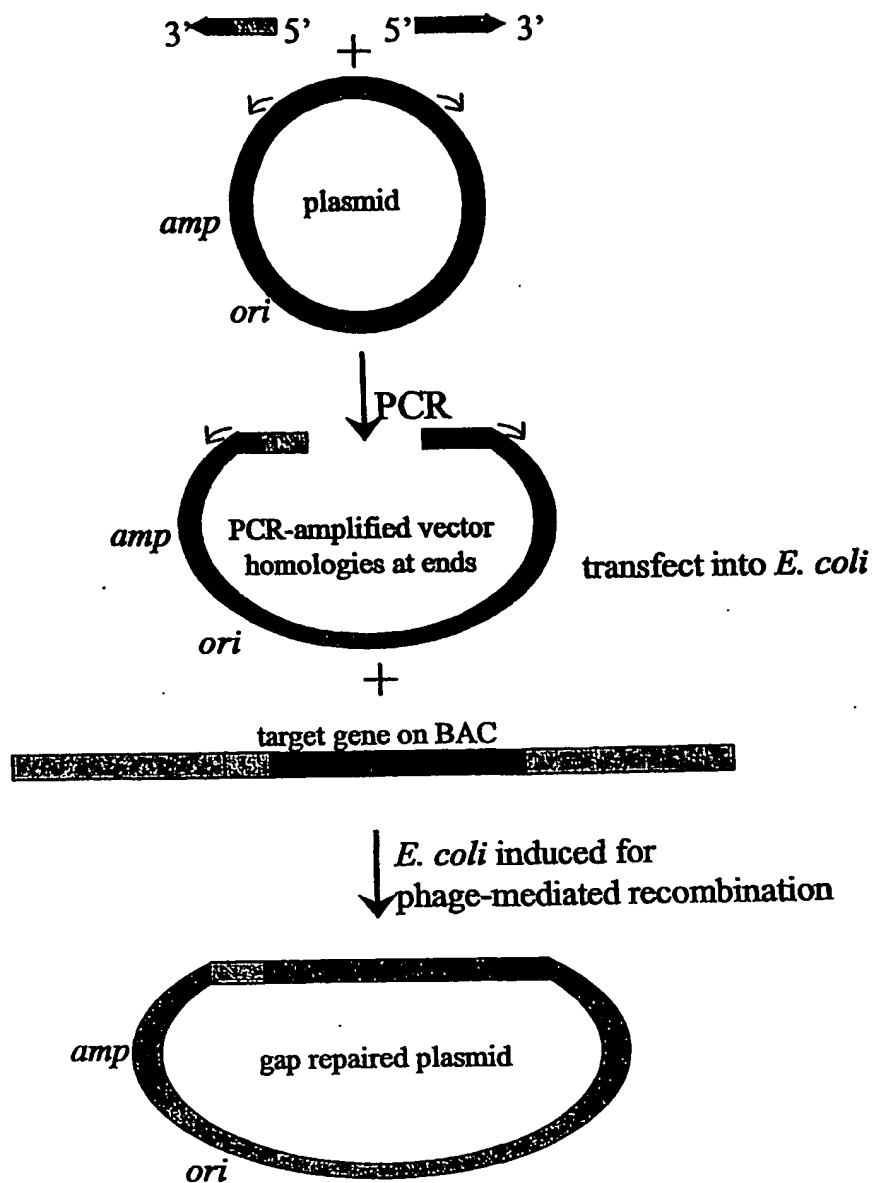 3’ 5’ 5’ 3’
+
plasmid
amp
ori
PCR
amp
PCR-amplified vector
homologies at ends
transfect into E. coli
ori
+
target gene on BAC
E. coli induced for
phage-mediated recombination
amp
gap repaired plasmid
ori